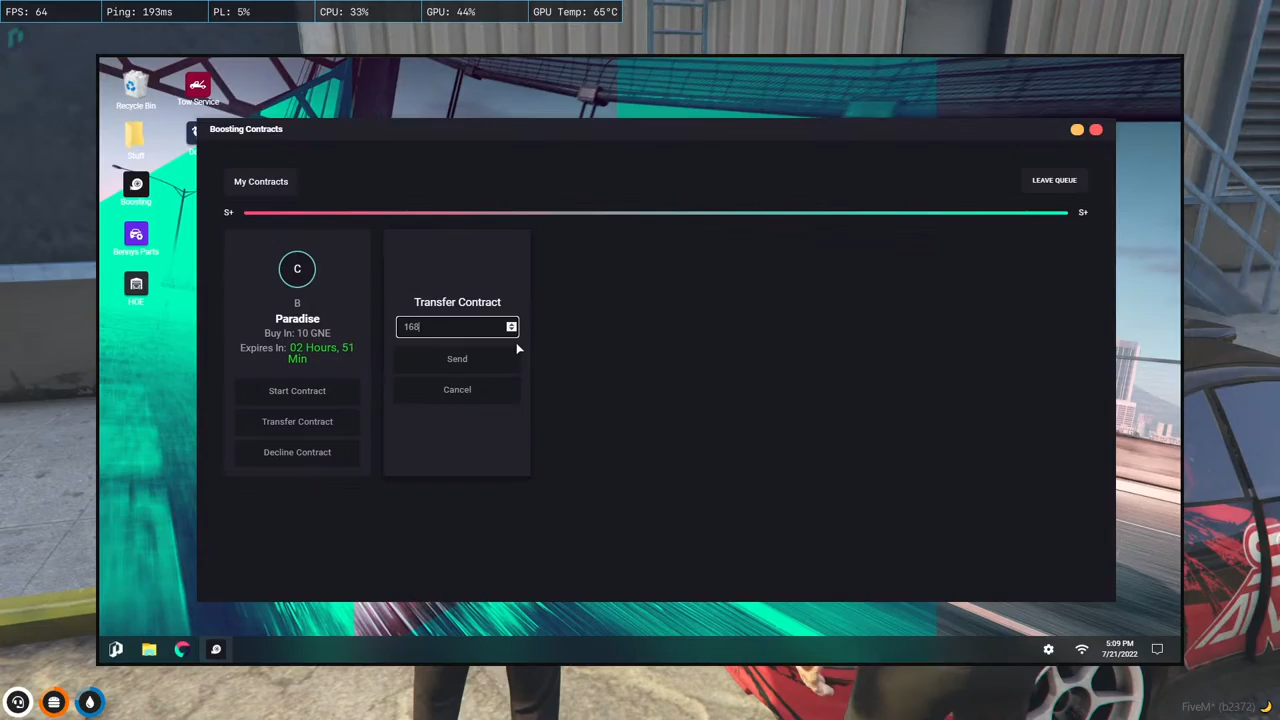 FPS: 64
Ping: 193ms
PL: 5%
CPU: 33%
GPU: 44%
GPU Temp: 65°C
Recycle Bin
Tow Service
Stuff
Boosting
Bennys Parts
HOE
Boosting Contracts
My Contracts
LEAVE QUEUE
S+
S+
C
B
Paradise
Buy In: 10 GNE
Expires In: 02 Hours, 51
Min
Start Contract
Transfer Contract
Decline Contract
Transfer Contract
168
Send
Cancel
5:09 PM
7/21/2022
FiveM* (b2372)